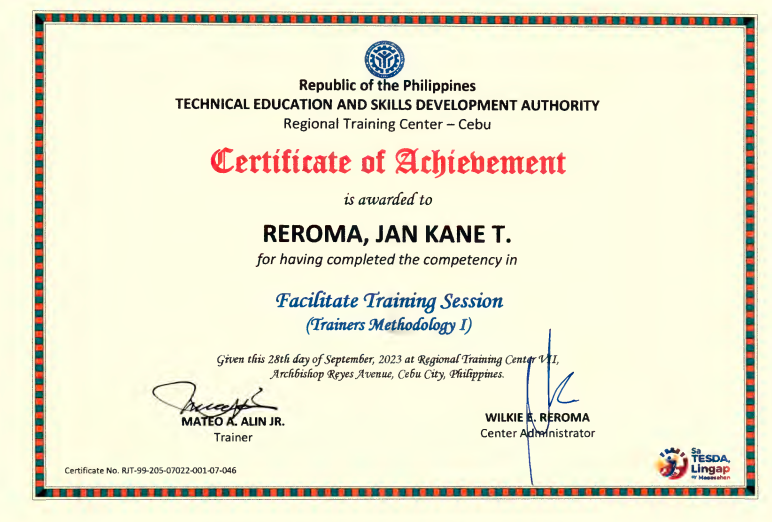 Republic of the Philippines
TECHNICAL EDUCATION AND SKILLS DEVELOPMENT AUTHORITY
Regional Training Center – Cebu
Certificate of Achievement
is awarded to
REROMA, JAN KANE T.
for having completed the competency in
Facilitate Training Session
(Trainers Methodology I)
Given this 28th day of September, 2023 at Regional Training Center VII,
Archbishop Reyes Avenue, Cebu City, Philippines.
MATEO A. ALIN JR.
Trainer
WILKIE E. REROMA
Center Administrator
Certificate No. RJT-99-205-07022-001-07-046
Sa
TESDA,
Lingap
ay Maaasahan